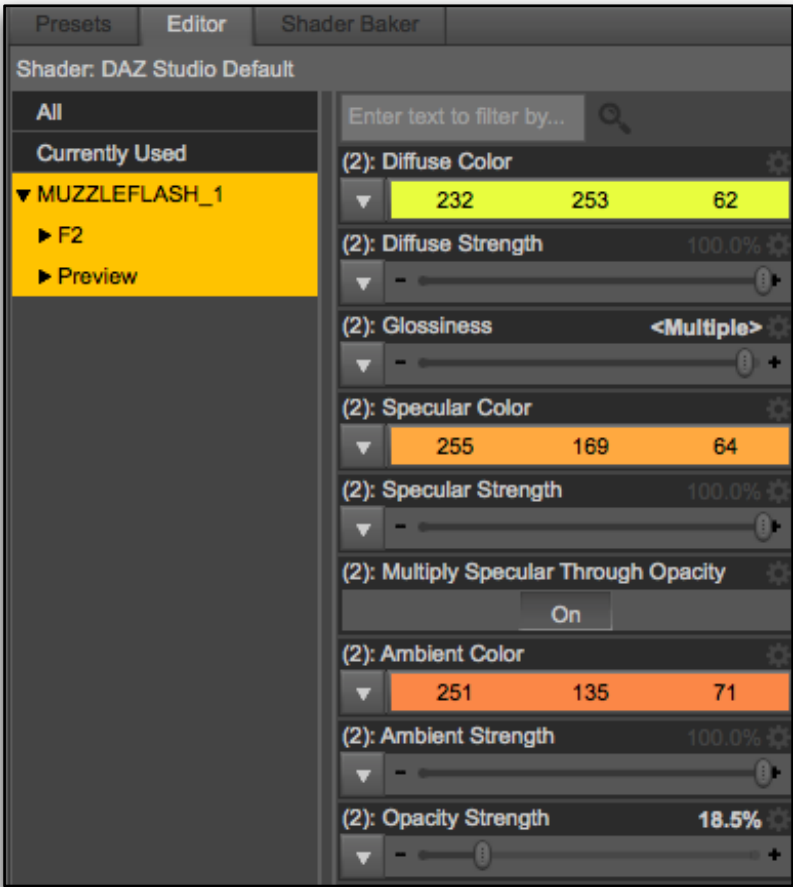 Presets Editor Shader Baker
Shader: DAZ Studio Default
All
Currently Used
MUZZLEFLASH_1
F2
Preview
Enter text to filter by...
(2): Diffuse Color
232 253 62
(2): Diffuse Strength 100.0%
- +
(2): Glossiness <Multiple>
- +
(2): Specular Color
255 169 64
(2): Specular Strength 100.0%
- +
(2): Multiply Specular Through Opacity
On
(2): Ambient Color
251 135 71
(2): Ambient Strength 100.0%
- +
(2): Opacity Strength 18.5%
- +